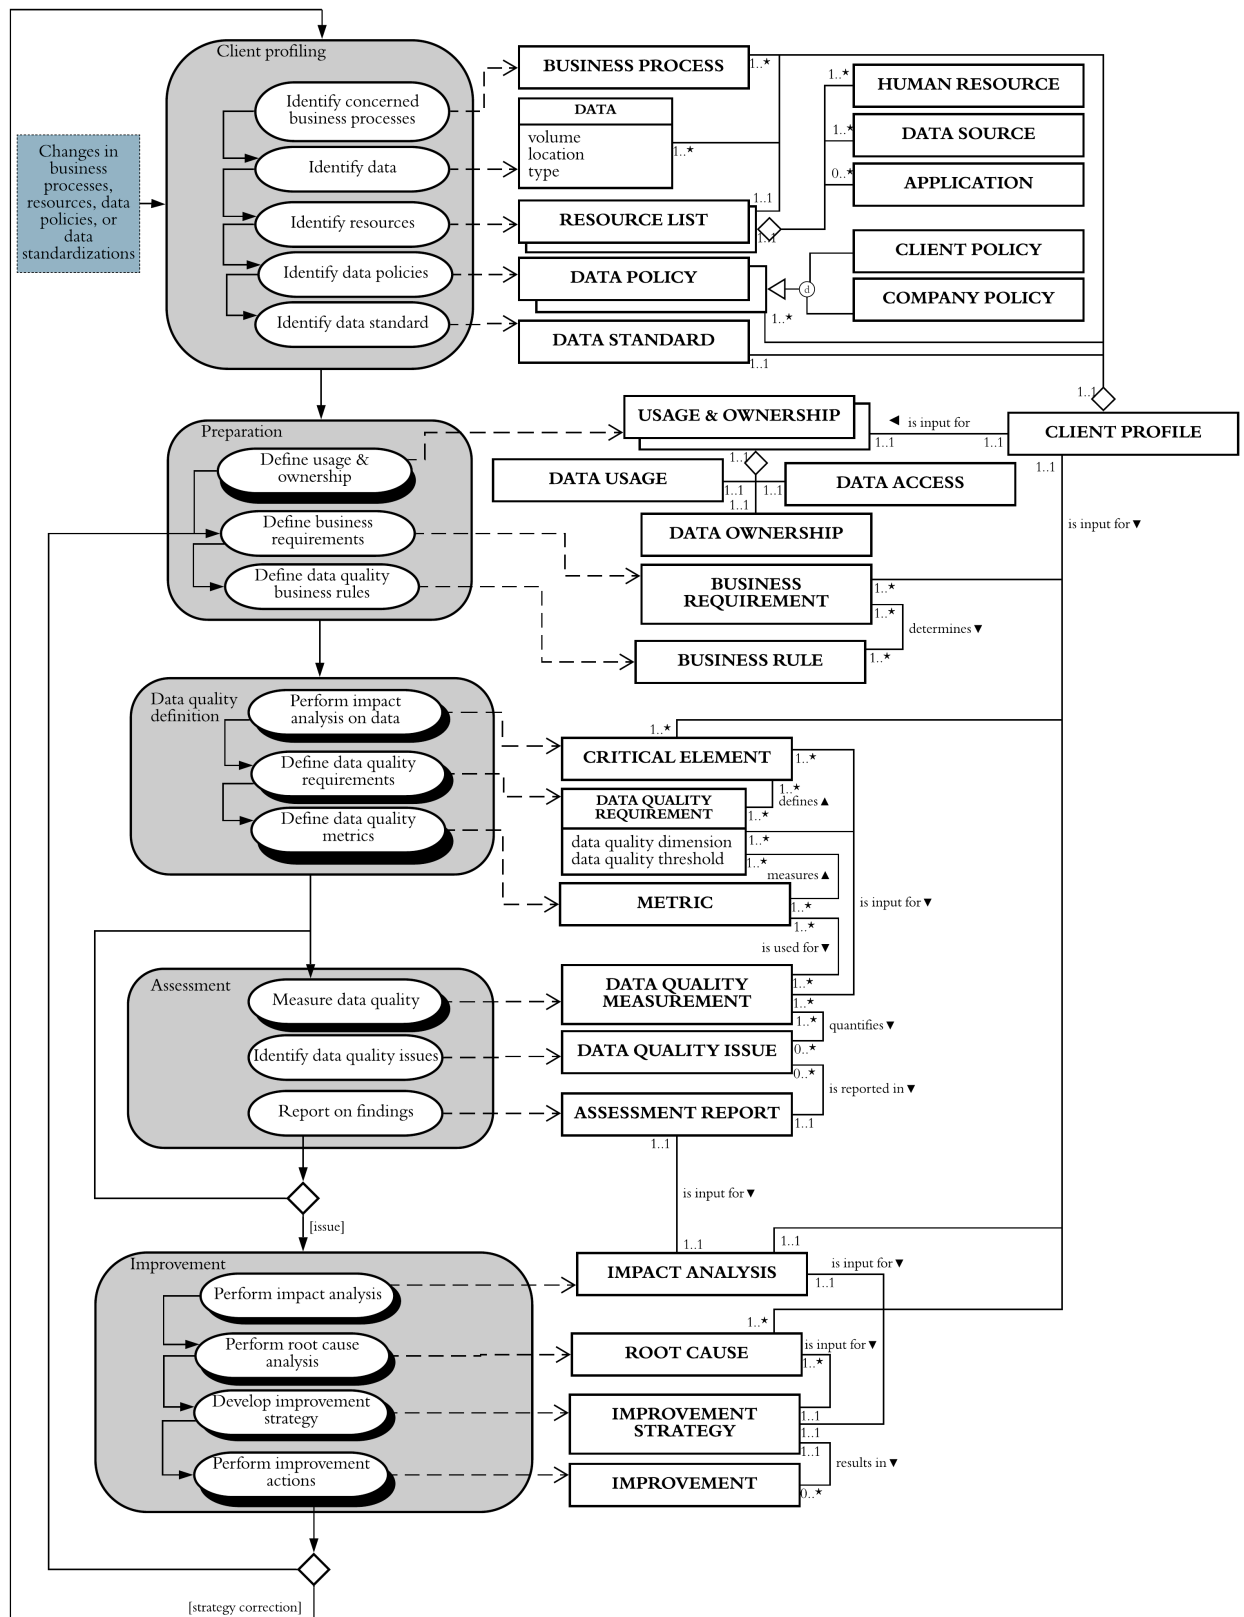 Client profiling
Identify concerned
business processes
Identify data
Identify resources
Identify data policies
Identify data standard
Changes in
business
processes,
resources, data
policies, or
data
standardizations
BUSINESS PROCESS
1..★
DATA
volume
location
type
1..★
RESOURCE LIST
1..1
1..1
DATA POLICY
1..★
DATA STANDARD
1..1
1..★
HUMAN RESOURCE
1..★
DATA SOURCE
0..★
APPLICATION
CLIENT POLICY
d
COMPANY POLICY
1..1
CLIENT PROFILE
1..1
◀ is input for
1..1
1..1
is input for ▼
Preparation
Define usage &
ownership
Define business
requirements
Define data quality
business rules
USAGE & OWNERSHIP
1..1
DATA USAGE
1..1
1..1
DATA ACCESS
1..1
DATA OWNERSHIP
BUSINESS
REQUIREMENT
1..★
1..★
determines ▼
BUSINESS RULE
1..★
Data quality
definition
Perform impact
analysis on data
Define data quality
requirements
Define data quality
metrics
1..★
CRITICAL ELEMENT
1..★
1..★
defines ▲
DATA QUALITY
REQUIREMENT
1..★
data quality dimension
data quality threshold
1..★
1..★
measures ▲
METRIC
1..★
1..★
is input for ▼
is used for ▼
Assessment
Measure data quality
Identify data quality issues
Report on findings
DATA QUALITY
MEASUREMENT
1..★
1..★
1..★
quantifies ▼
DATA QUALITY ISSUE
0..★
0..★
is reported in ▼
ASSESSMENT REPORT
1..1
1..1
is input for ▼
1..1
1..1
[issue]
Improvement
Perform impact analysis
Perform root cause
analysis
Develop improvement
strategy
Perform improvement
actions
IMPACT ANALYSIS
is input for ▼
1..1
1..★
ROOT CAUSE
is input for ▼
1..★
IMPROVEMENT
STRATEGY
1..1
1..1
1..1
results in ▼
IMPROVEMENT
0..★
[strategy correction]